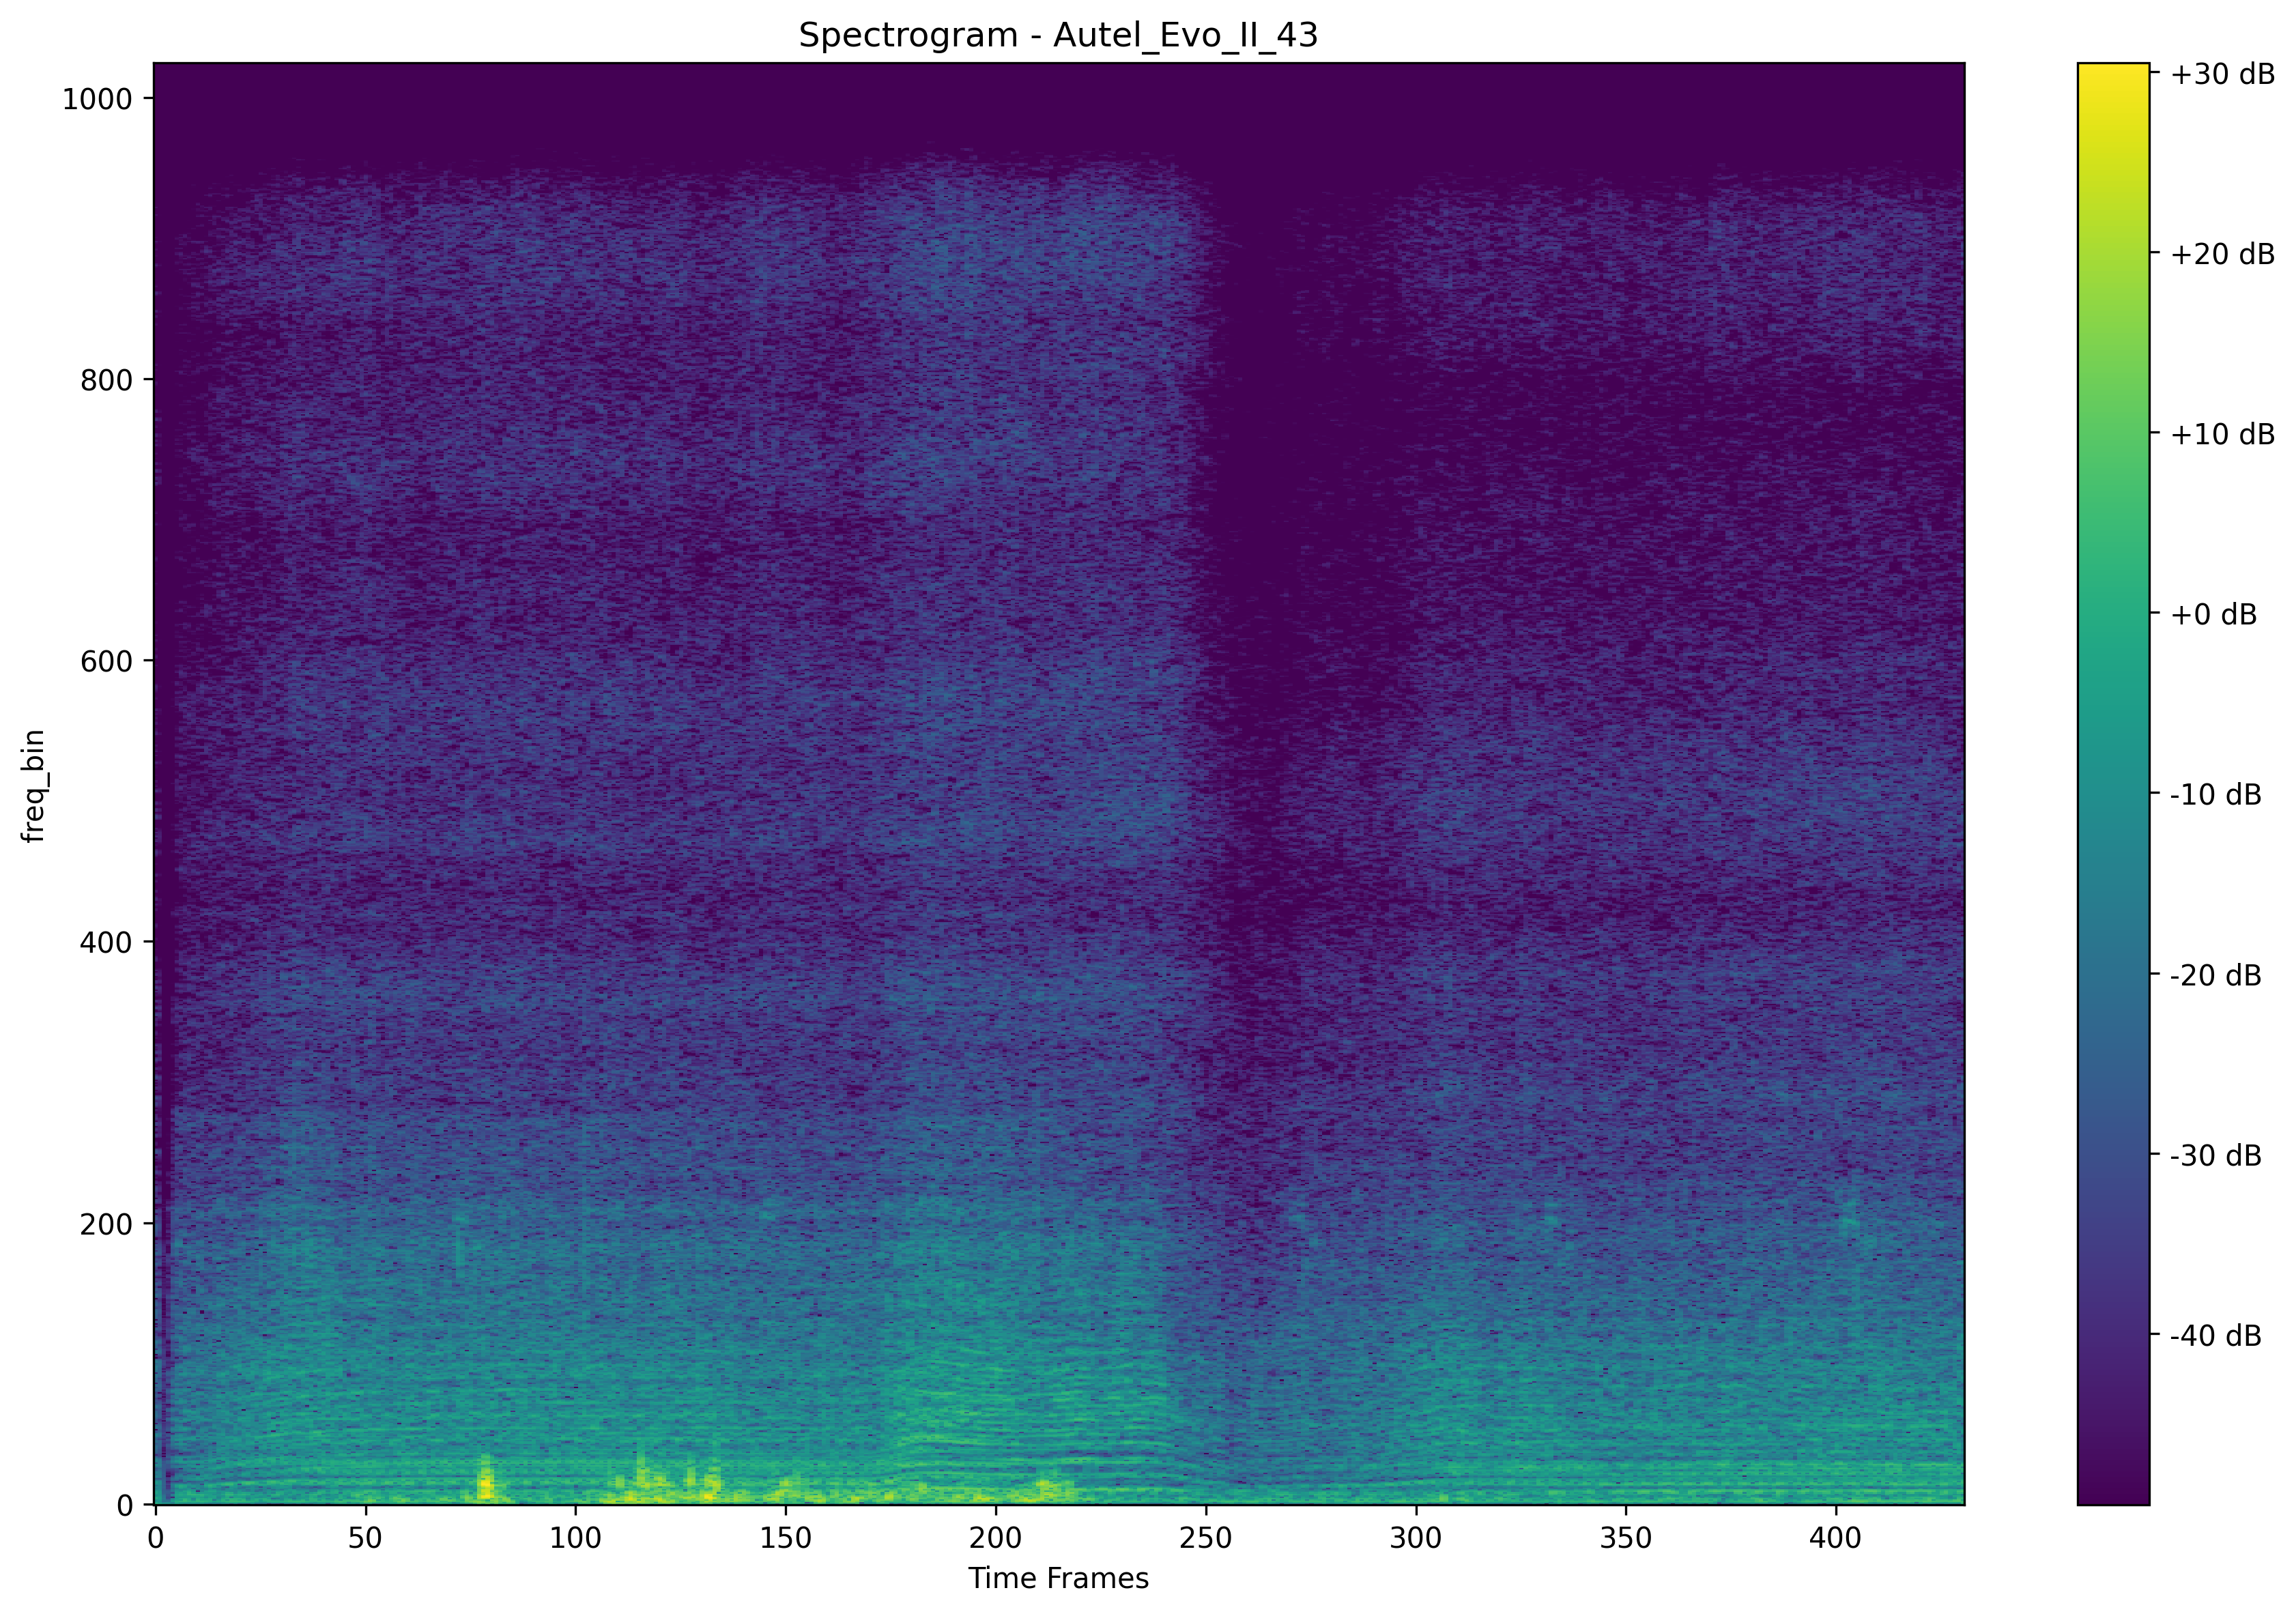 Spectrogram - Autel_Evo_II_43
1000
800
600
400
200
0
freq_bin
0 50 100 150 200 250 300 350 400
Time Frames
+30 dB
+20 dB
+10 dB
+0 dB
-10 dB
-20 dB
-30 dB
-40 dB